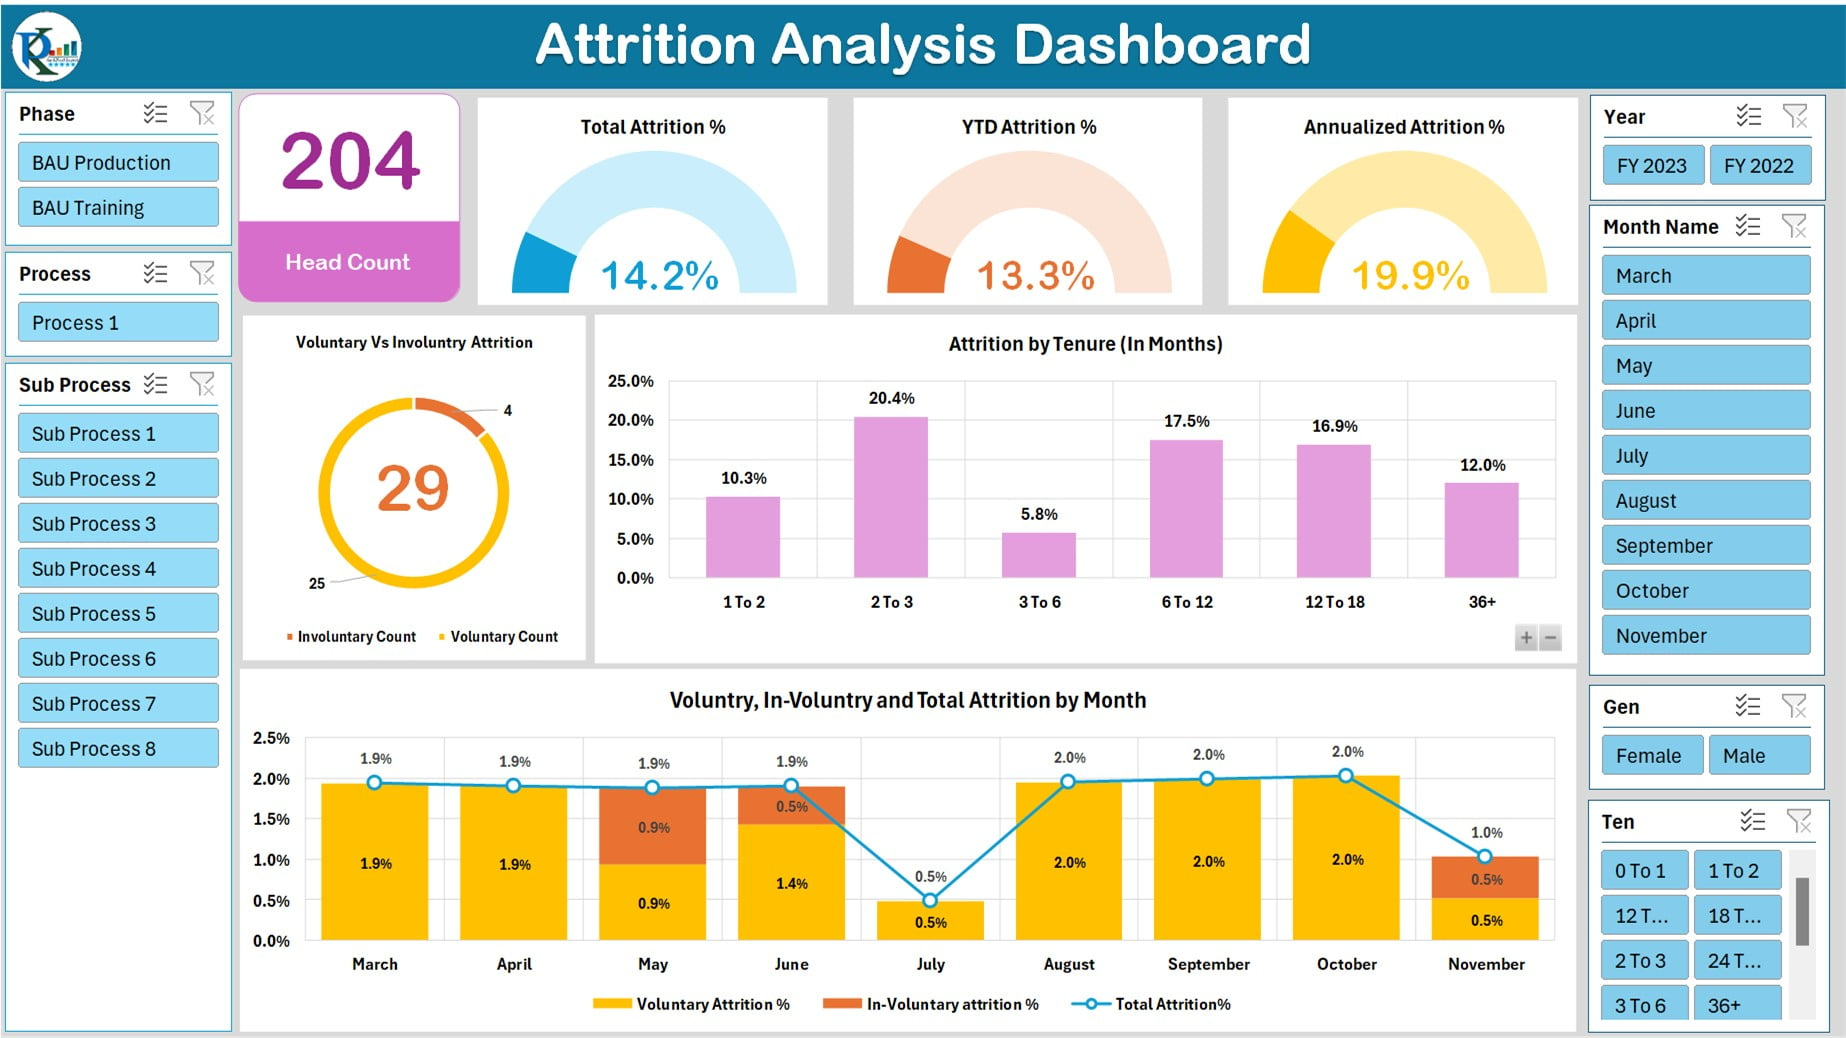 Attrition Analysis Dashboard
Phase
BAU Production
BAU Training
Process
Process 1
Sub Process
Sub Process 1
Sub Process 2
Sub Process 3
Sub Process 4
Sub Process 5
Sub Process 6
Sub Process 7
Sub Process 8
204
Head Count
Total Attrition %
14.2%
YTD Attrition %
13.3%
Annualized Attrition %
19.9%
Voluntary Vs Involuntry Attrition
4
29
25
Involuntary Count Voluntary Count
Attrition by Tenure (In Months)
25.0%
20.0%
15.0%
10.0%
5.0%
0.0%
10.3%
20.4%
5.8%
17.5%
16.9%
12.0%
1 To 2 2 To 3 3 To 6 6 To 12 12 To 18 36+
Voluntry, In-Voluntry and Total Attrition by Month
2.5%
2.0%
1.5%
1.0%
0.5%
0.0%
1.9% 1.9% 1.9% 1.9% 0.5% 2.0% 2.0% 2.0% 1.0%
0.9% 0.5% 0.5%
1.9% 1.9% 0.9% 1.4% 0.5% 2.0% 2.0% 2.0% 0.5%
March April May June July August September October November
Voluntary Attrition % In-Voluntary attrition % Total Attrition%
Year
FY 2023 FY 2022
Month Name
March
April
May
June
July
August
September
October
November
Gen
Female Male
Ten
0 To 1 1 To 2
12 T... 18 T...
2 To 3 24 T...
3 To 6 36+